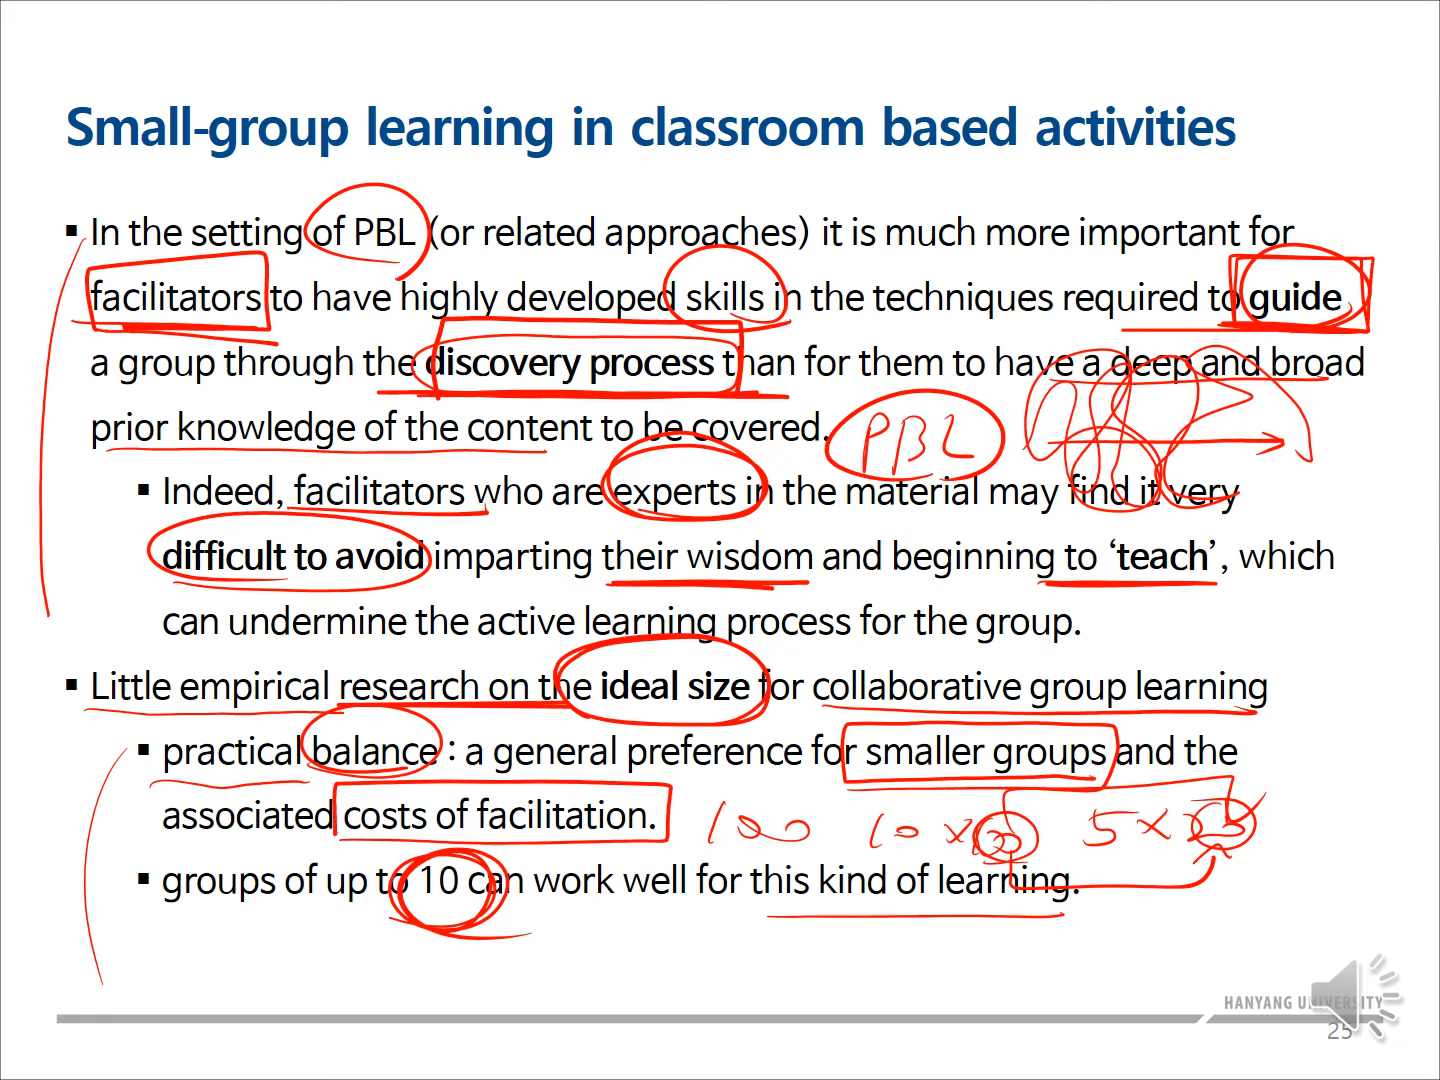 Small-group learning in classroom based activities
▪ In the setting of PBL (or related approaches) it is much more important for
facilitators to have highly developed skills in the techniques required to guide
a group through the discovery process than for them to have a deep and broad
prior knowledge of the content to be covered.
PBL
▪ Indeed, facilitators who are experts in the material may find it very
difficult to avoid imparting their wisdom and beginning to ‘teach’, which
can undermine the active learning process for the group.
▪ Little empirical research on the ideal size for collaborative group learning
▪ practical balance : a general preference for smaller groups and the
associated costs of facilitation.
100 10 x 5 x
▪ groups of up to 10 can work well for this kind of learning.
HANYANG UNIVERSITY
25